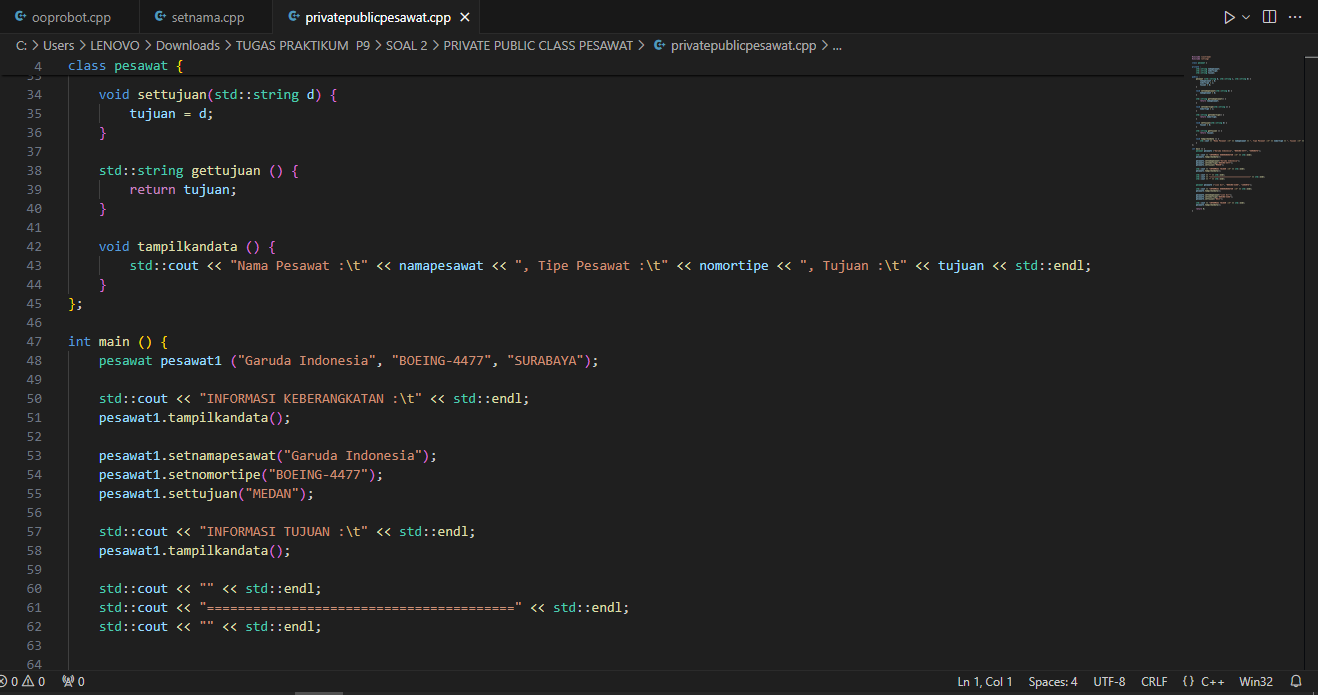 ooprobot.cpp setnama.cpp privatepublicpesawat.cpp
C: > Users > LENOVO > Downloads > TUGAS PRAKTIKUM P9 > SOAL 2 > PRIVATE PUBLIC CLASS PESAWAT > privatepublicpesawat.cpp > ...
4 class pesawat {
34 void settujuan(std::string d) {
35 tujuan = d;
36 }
37
38 std::string gettujuan () {
39 return tujuan;
40 }
41
42 void tampilkandata () {
43 std::cout << "Nama Pesawat :\t" << namapesawat << ", Tipe Pesawat :\t" << nomortipe << ", Tujuan :\t" << tujuan << std::endl;
44 }
45 };
46
47 int main () {
48 pesawat pesawat1 ("Garuda Indonesia", "BOEING-4477", "SURABAYA");
49
50 std::cout << "INFORMASI KEBERANGKATAN :\t" << std::endl;
51 pesawat1.tampilkandata();
52
53 pesawat1.setnamapesawat("Garuda Indonesia");
54 pesawat1.setnomortipe("BOEING-4477");
55 pesawat1.settujuan("MEDAN");
56
57 std::cout << "INFORMASI TUJUAN :\t" << std::endl;
58 pesawat1.tampilkandata();
59
60 std::cout << "" << std::endl;
61 std::cout << "========================================" << std::endl;
62 std::cout << "" << std::endl;
63
64
0 0 0 Ln 1, Col 1 Spaces: 4 UTF-8 CRLF {} C++ Win32